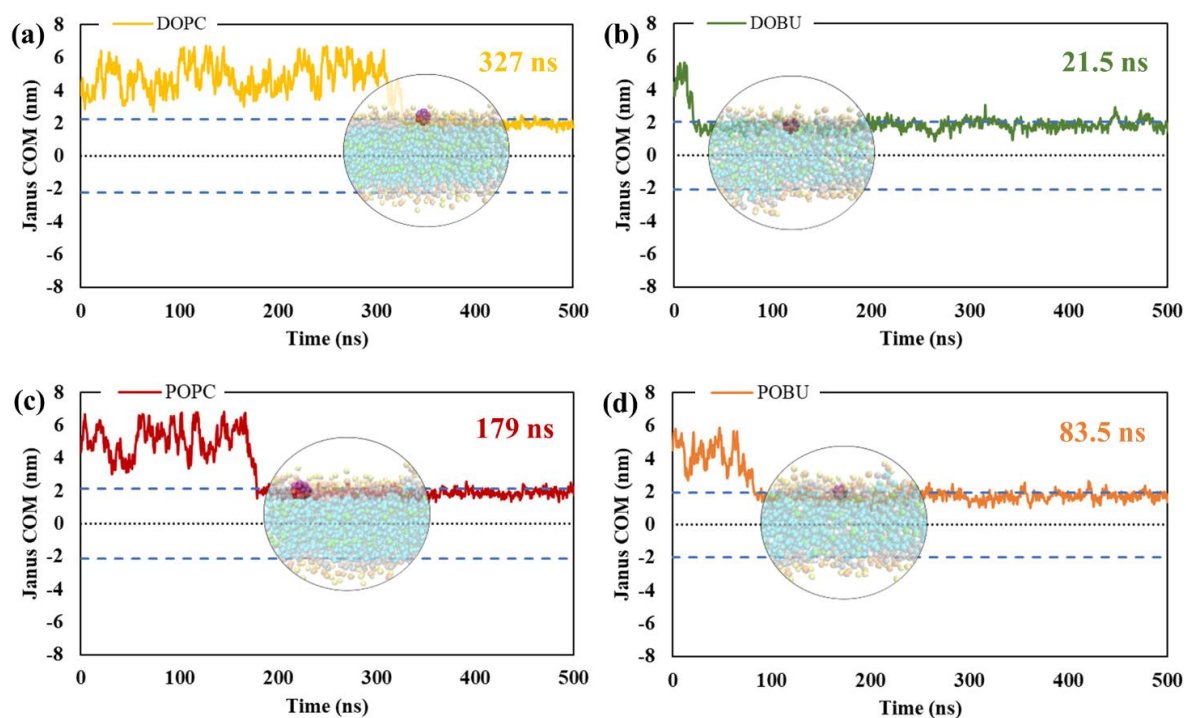 (a)
DOPC
327 ns
Janus COM (nm)
8
6
4
2
0
-2
-4
-6
-8
0 100 200 300 400 500
Time (ns)
(b)
DOBU
21.5 ns
Janus COM (nm)
8
6
4
2
0
-2
-4
-6
-8
0 100 200 300 400 500
Time (ns)
(c)
POPC
179 ns
Janus COM (nm)
8
6
4
2
0
-2
-4
-6
-8
0 100 200 300 400 500
Time (ns)
(d)
POBU
83.5 ns
Janus COM (nm)
8
6
4
2
0
-2
-4
-6
-8
0 100 200 300 400 500
Time (ns)